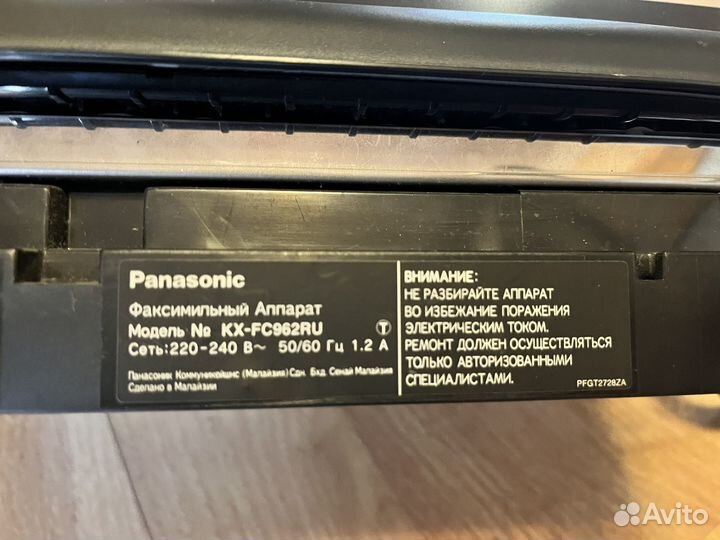 Panasonic
Факсимильный Аппарат
Модель № KX-FC962RU
Т
Сеть:220-240 В~ 50/60 Гц 1.2 А
Панасоник Коммуникейшнс (Малайзия) Сдн. Бхд. Сенай Малайзия
Сделано в Малайзии
ВНИМАНИЕ:
НЕ РАЗБИРАЙТЕ АППАРАТ
ВО ИЗБЕЖАНИЕ ПОРАЖЕНИЯ
ЭЛЕКТРИЧЕСКИМ ТОКОМ.
РЕМОНТ ДОЛЖЕН ОСУЩЕСТВЛЯТЬСЯ
ТОЛЬКО АВТОРИЗОВАННЫМИ
СПЕЦИАЛИСТАМИ.
PFGT2728ZA
Avito